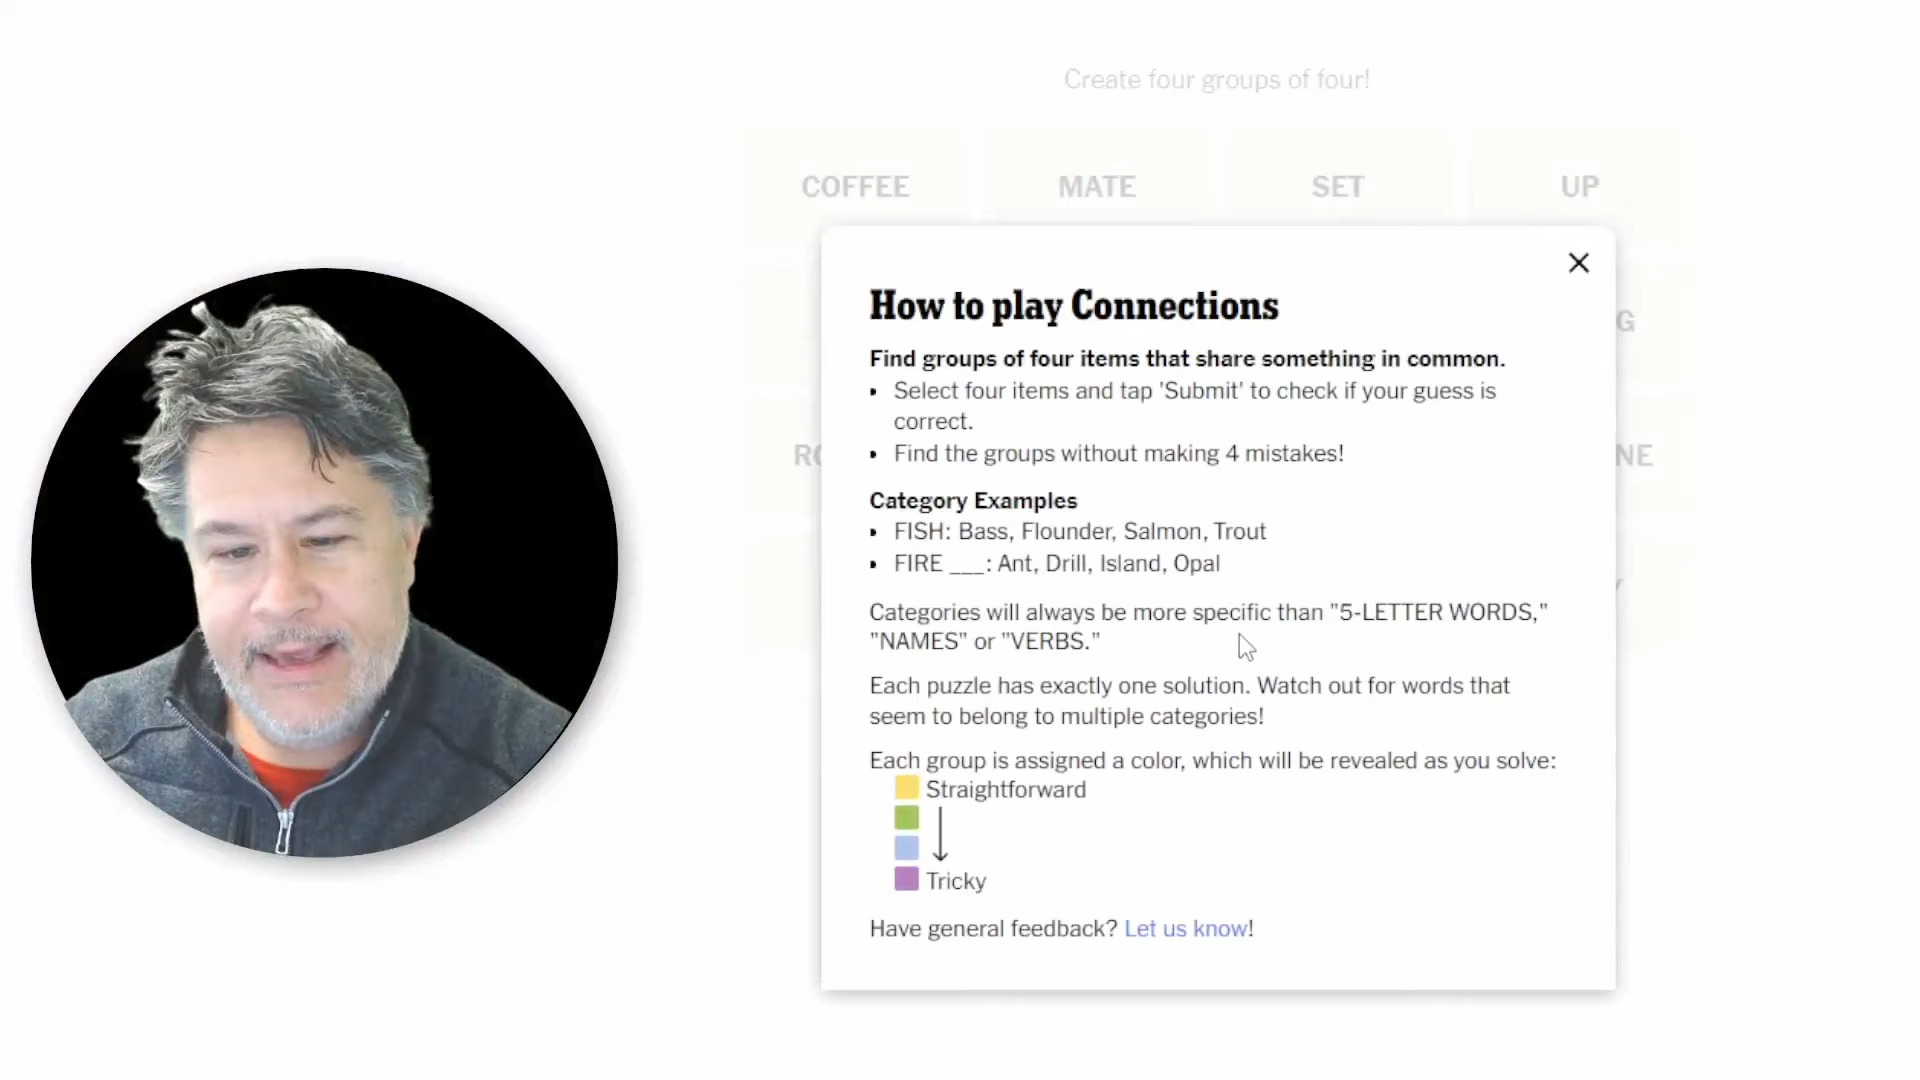 Create four groups of four!
COFFEE MATE SET UP
How to play Connections
Find groups of four items that share something in common.
• Select four items and tap 'Submit' to check if your guess is
correct.
• Find the groups without making 4 mistakes!
Category Examples
• FISH: Bass, Flounder, Salmon, Trout
• FIRE ___: Ant, Drill, Island, Opal
Categories will always be more specific than "5-LETTER WORDS,"
"NAMES" or "VERBS."
Each puzzle has exactly one solution. Watch out for words that
seem to belong to multiple categories!
Each group is assigned a color, which will be revealed as you solve:
Straightforward
Tricky
Have general feedback? Let us know!